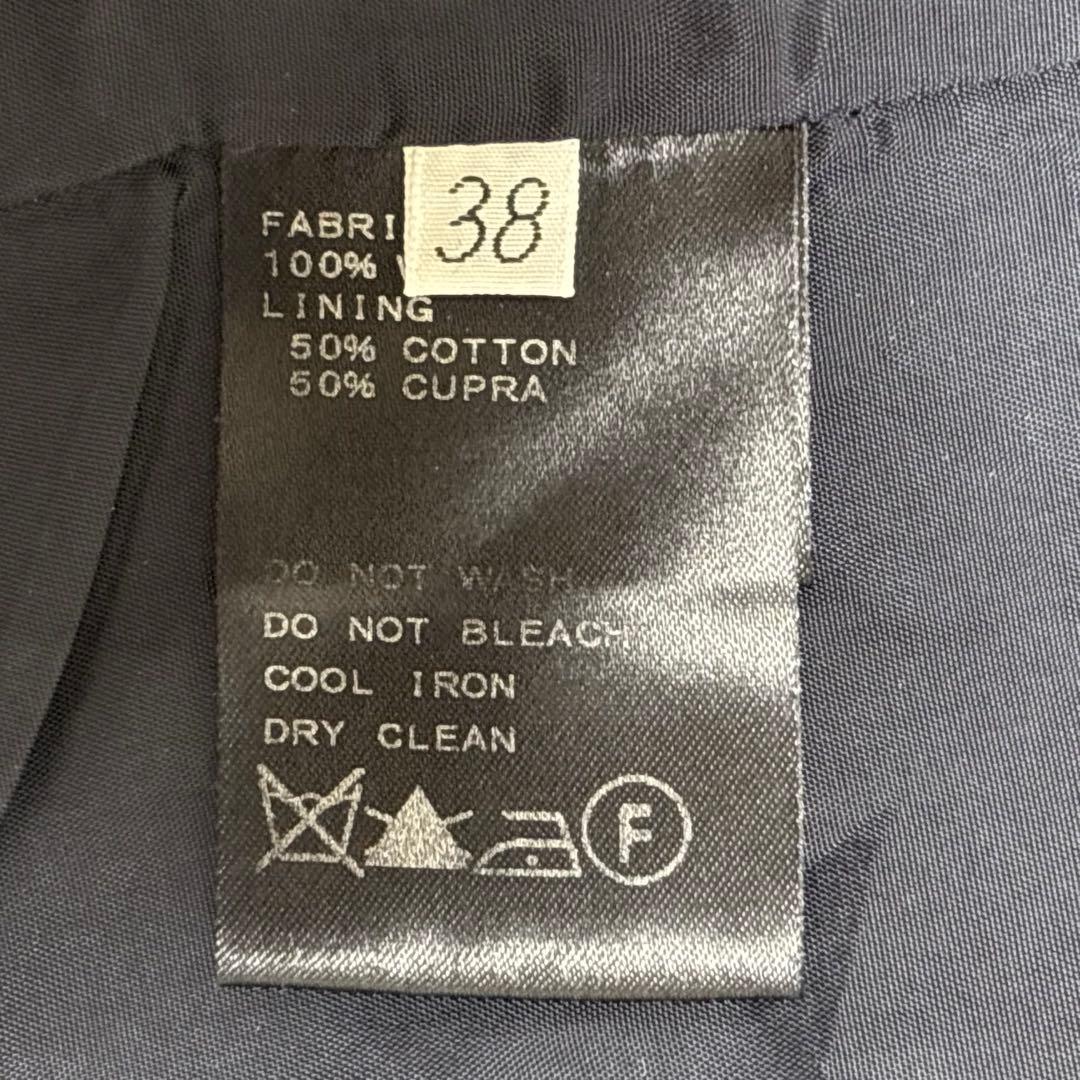 38
FABRI
100%
LINING
50% COTTON
50% CUPRA
DO NOT WASH
DO NOT BLEACH
COOL IRON
DRY CLEAN
F